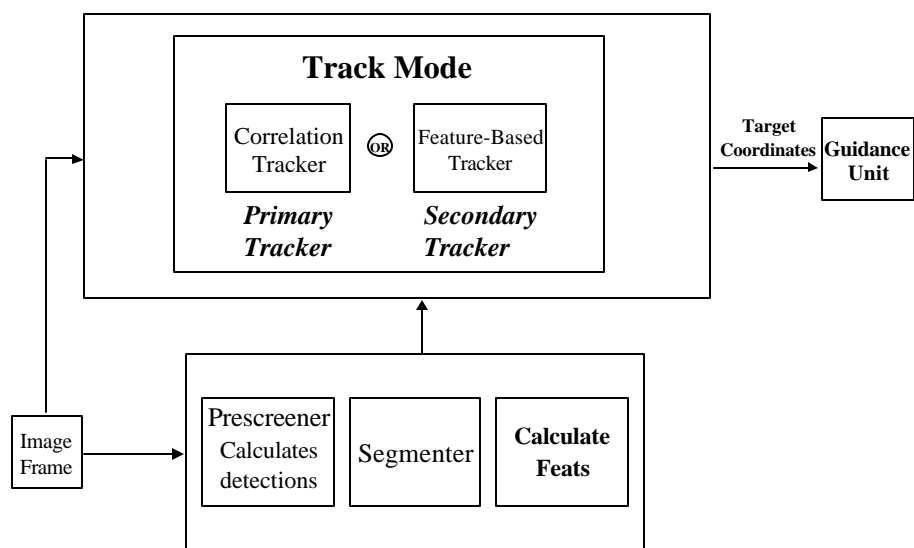 Track Mode
Correlation
Tracker
OR
Feature-Based
Tracker
Primary
Tracker
Secondary
Tracker
Target
Coordinates
Guidance
Unit
Image
Frame
Prescreener
Calculates
detections
Segmenter
Calculate
Feats